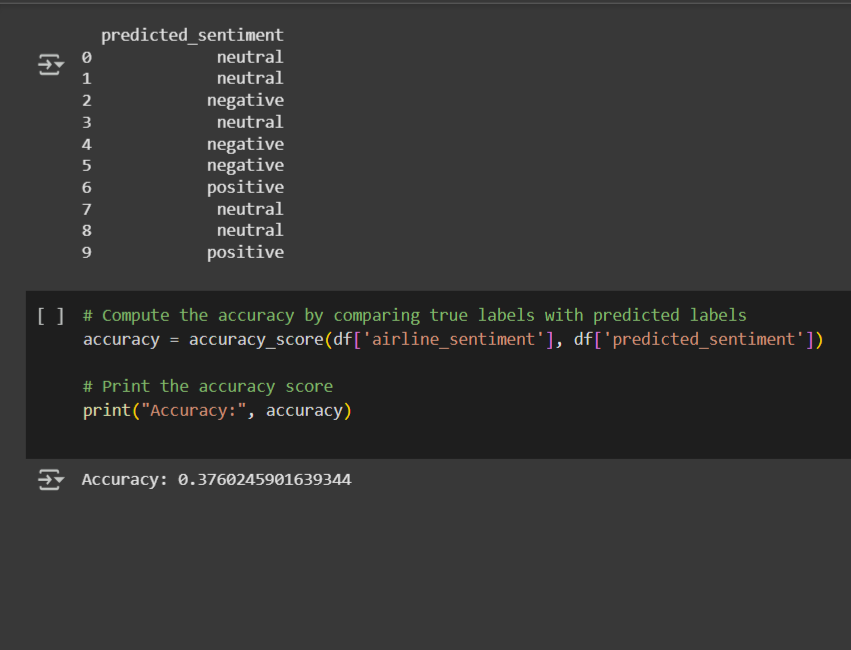 predicted_sentiment
0 neutral
1 neutral
2 negative
3 neutral
4 negative
5 negative
6 positive
7 neutral
8 neutral
9 positive
[ ] # Compute the accuracy by comparing true labels with predicted labels
accuracy = accuracy_score(df['airline_sentiment'], df['predicted_sentiment'])
# Print the accuracy score
print("Accuracy:", accuracy)
Accuracy: 0.3760245901639344